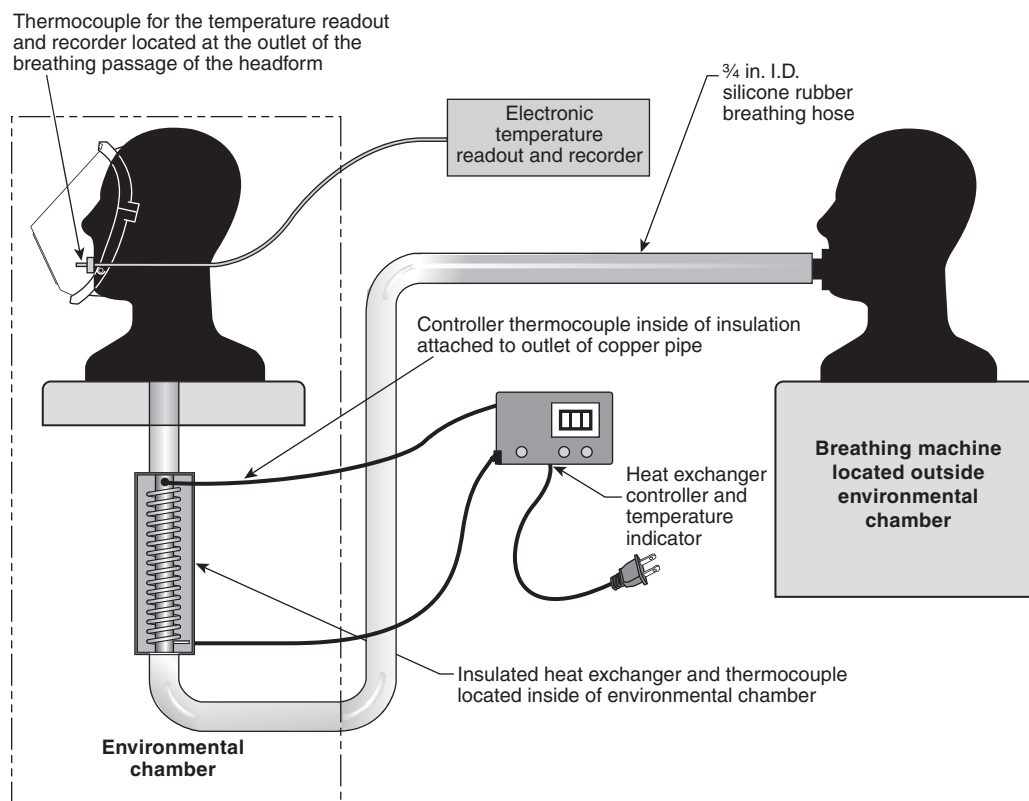 Thermocouple for the temperature readout
and recorder located at the outlet of the
breathing passage of the headform
¾ in. I.D.
silicone rubber
breathing hose
Electronic
temperature
readout and recorder
Controller thermocouple inside of insulation
attached to outlet of copper pipe
Breathing machine
located outside
environmental
chamber
Heat exchanger
controller and
temperature
indicator
Insulated heat exchanger and thermocouple
located inside of environmental chamber
Environmental
chamber